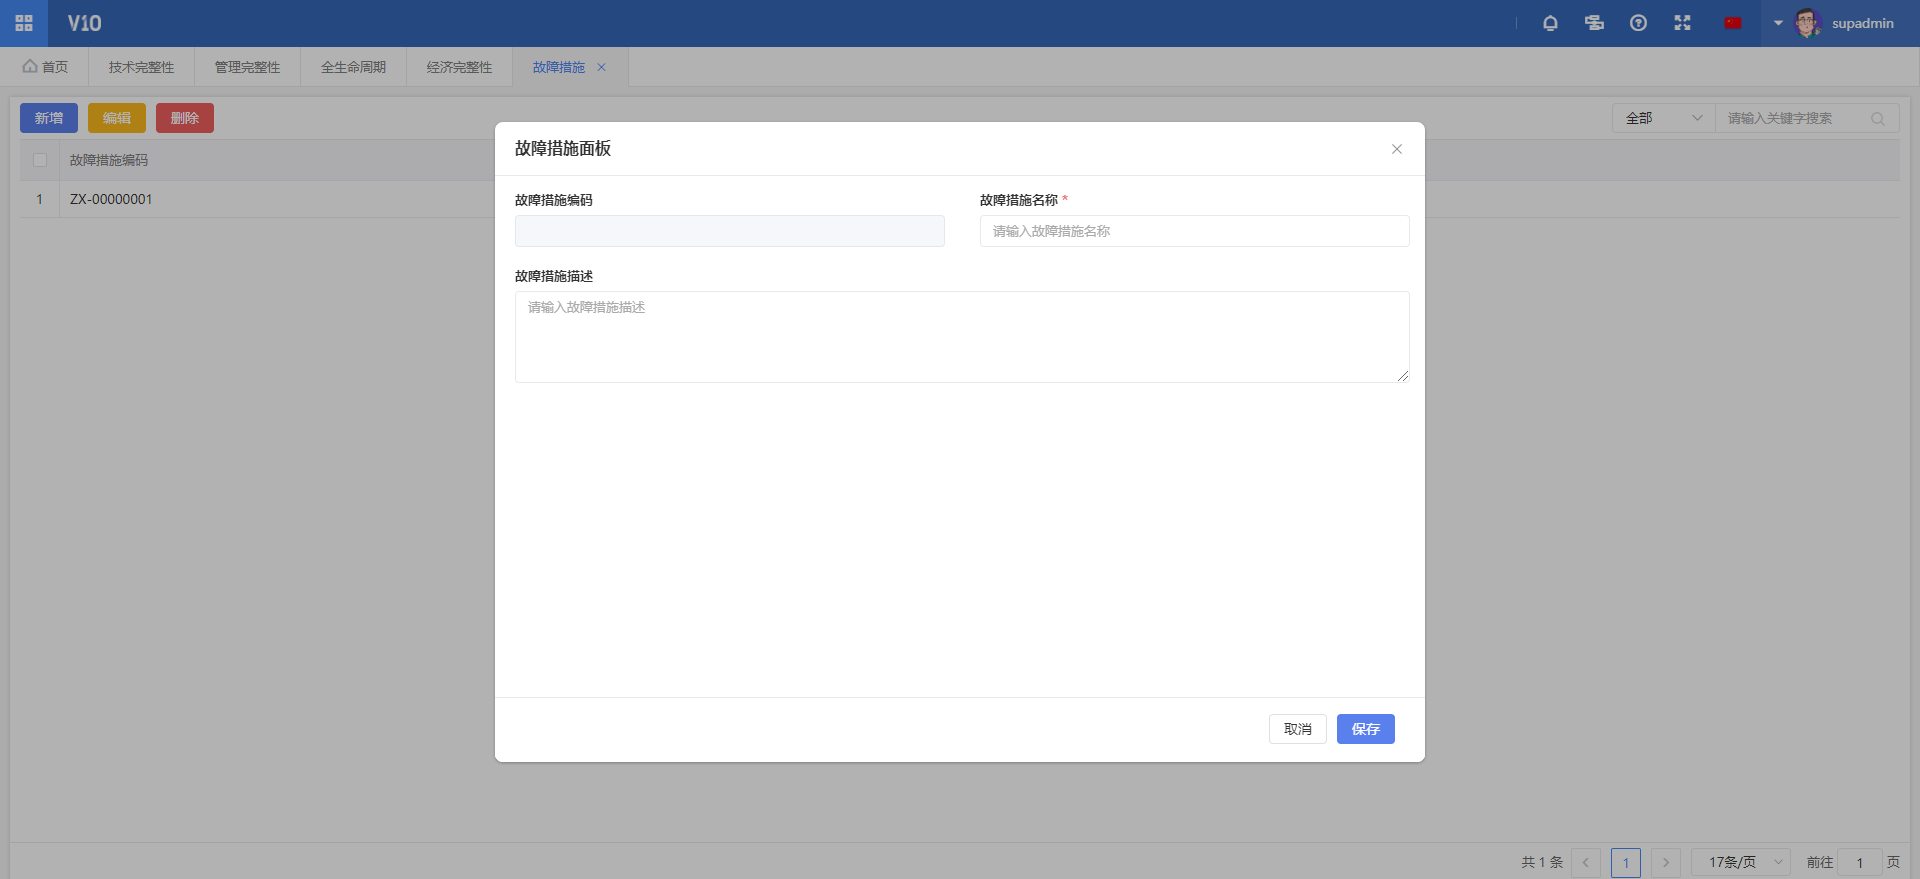 V10
supadmin
首页
技术完整性
管理完整性
全生命周期
经济完整性
故障措施
新增
编辑
删除
全部
请输入关键字搜索
故障措施编码
1
ZX-00000001
故障措施面板
故障措施编码
故障措施名称 *
请输入故障措施名称
故障措施描述
请输入故障措施描述
取消
保存
共 1 条
1
17条/页
前往 1 页